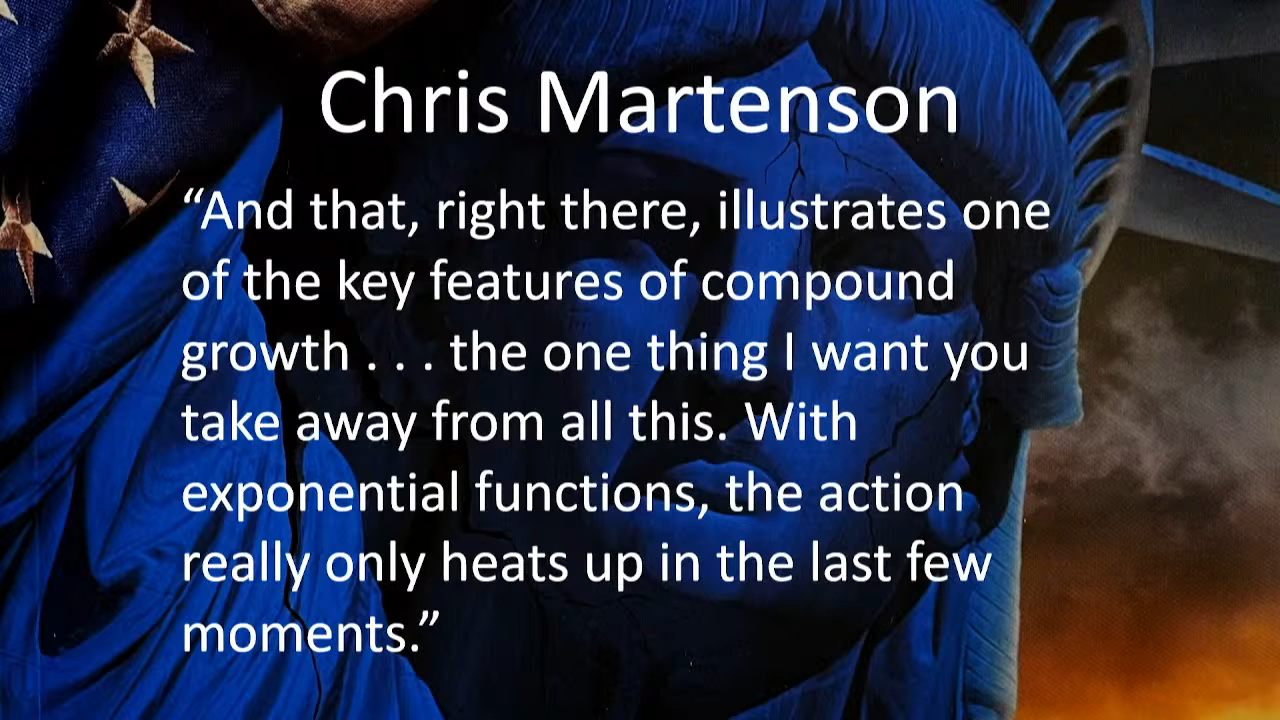 Chris Martenson
“And that, right there, illustrates one
of the key features of compound
growth . . . the one thing I want you
take away from all this. With
exponential functions, the action
really only heats up in the last few
moments.”